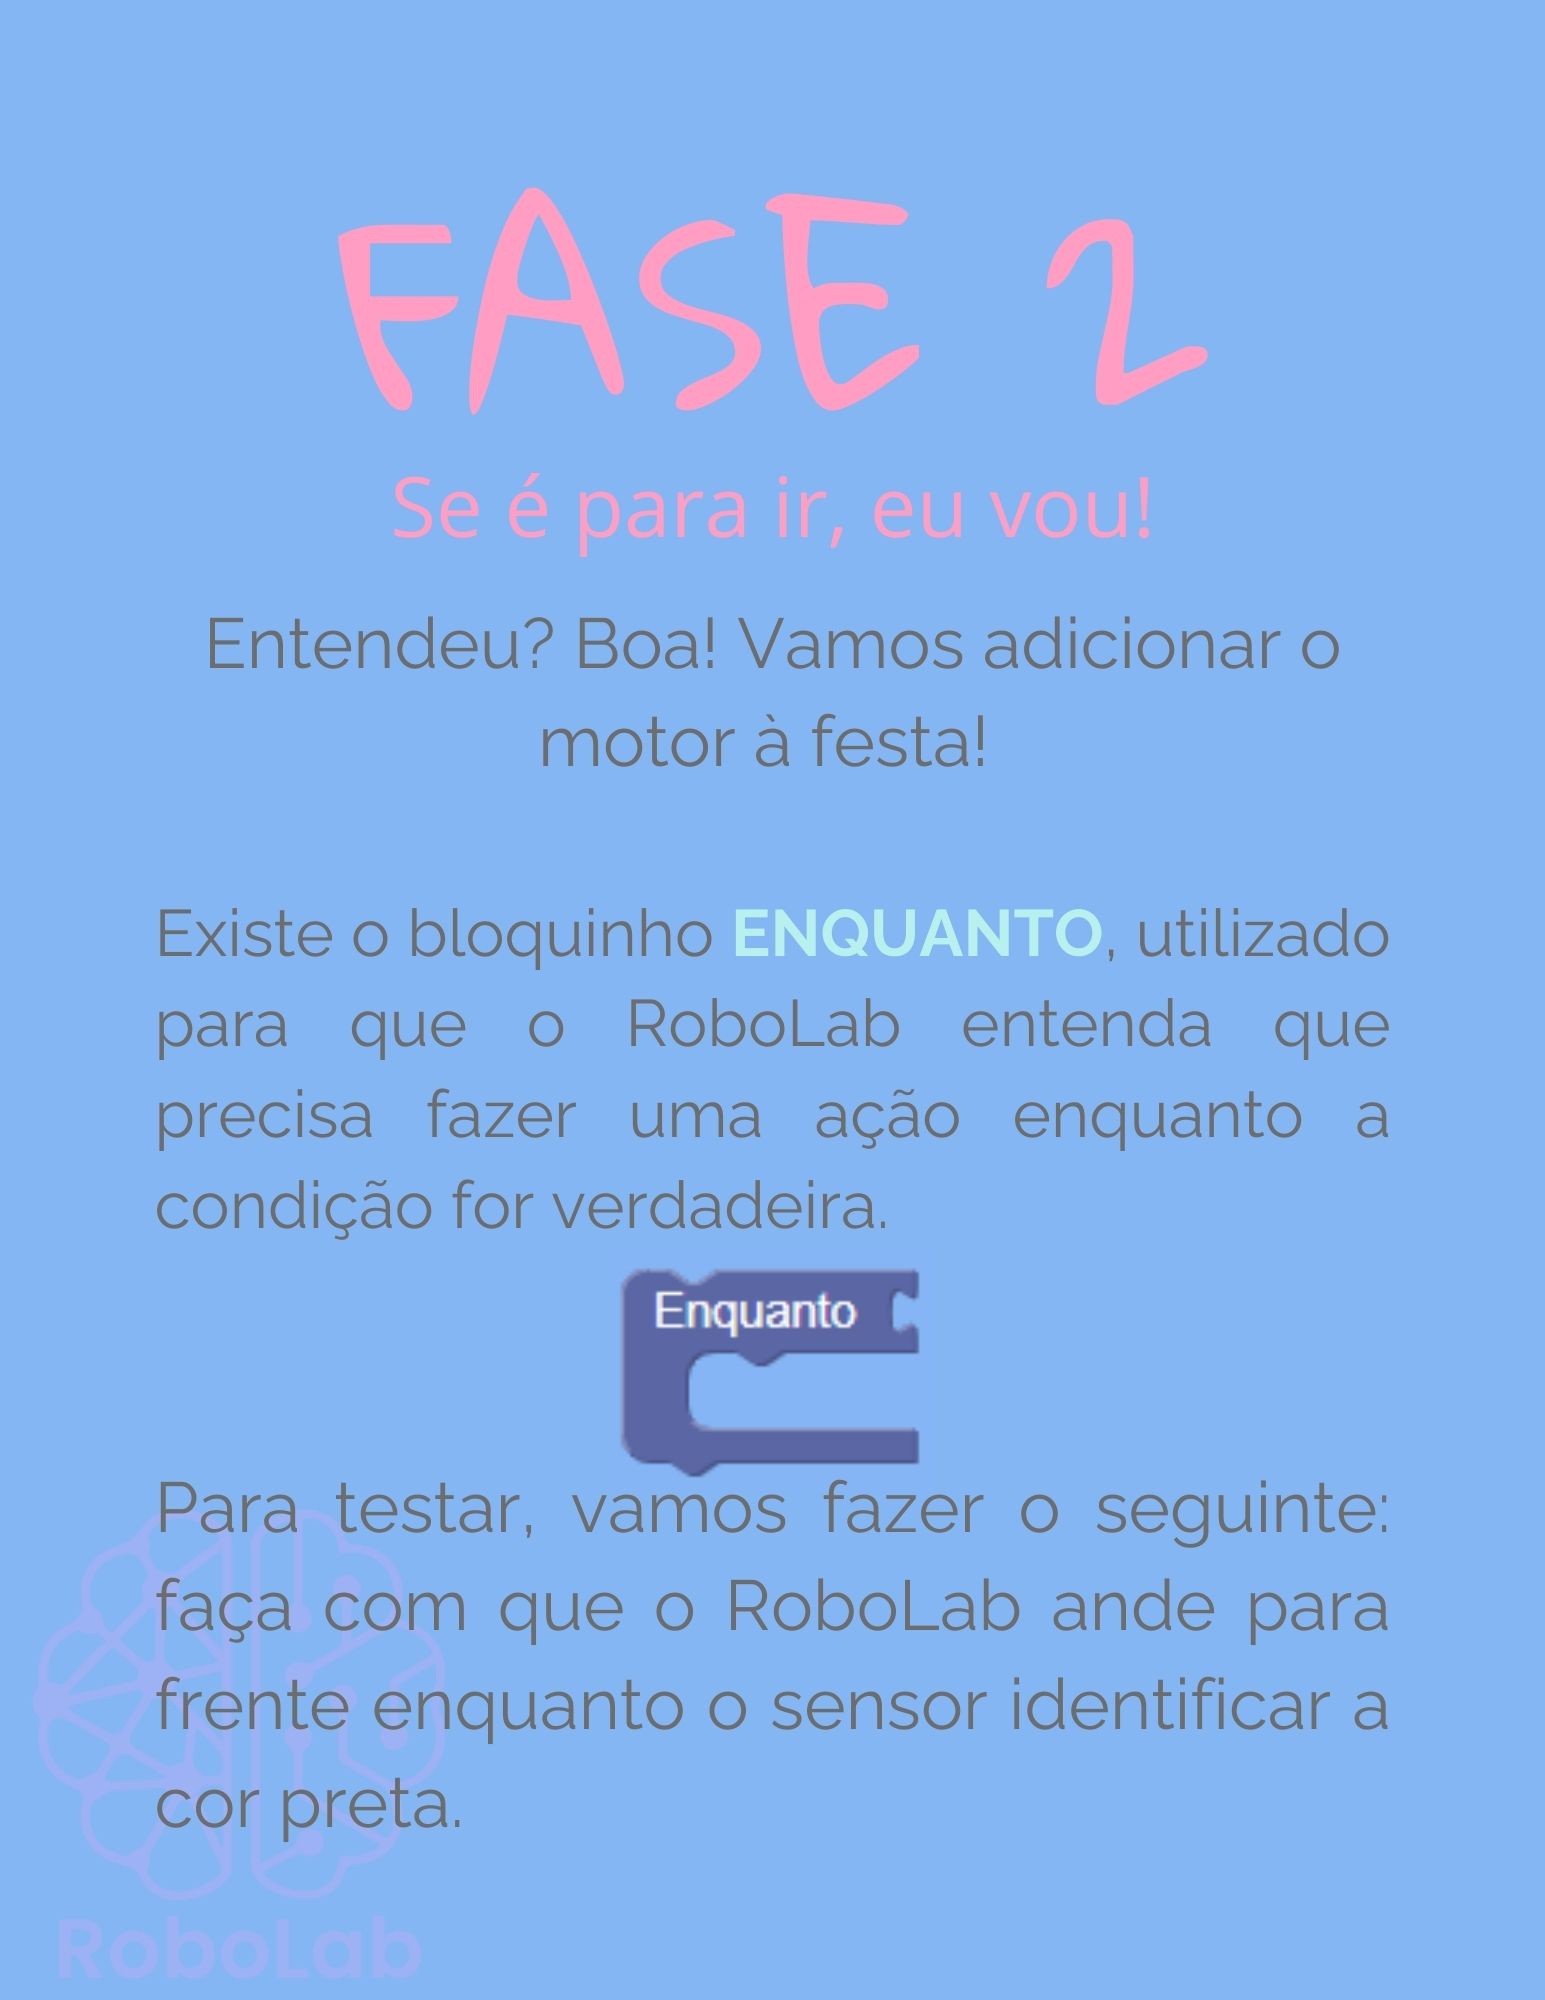 FASE 2
Se é para ir, eu vou!
Entendeu? Boa! Vamos adicionar o
motor à festa!
Existe o bloquinho ENQUANTO, utilizado
para que o RoboLab entenda que
precisa fazer uma ação enquanto a
condição for verdadeira.
Enquanto
Para testar, vamos fazer o seguinte:
faça com que o RoboLab ande para
frente enquanto o sensor identificar a
cor preta.
RoboLab